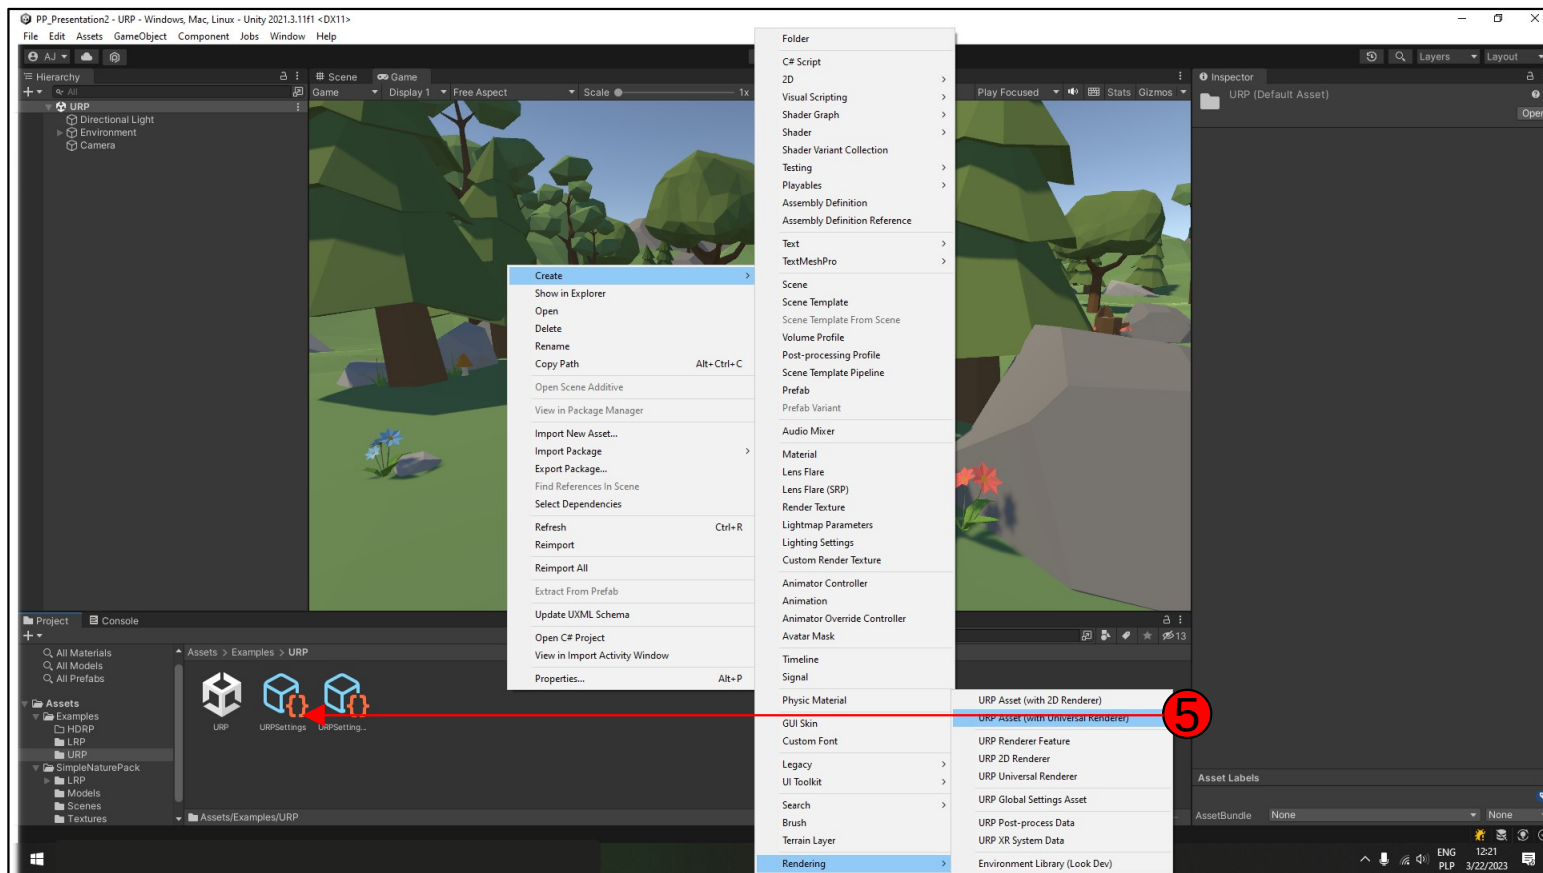 PP_Presentation2 - URP - Windows, Mac, Linux - Unity 2021.3.11f1 <DX11>
File Edit Assets GameObject Component Jobs Window Help
AJ
Layers
Layout
Hierarchy
All
URP
Directional Light
Environment
Camera
Scene
Game
Game
Display 1
Free Aspect
Scale
1x
Play Focused
Stats
Gizmos
Inspector
URP (Default Asset)
Open
Create
Show in Explorer
Open
Delete
Rename
Copy Path Alt+Ctrl+C
Open Scene Additive
View in Package Manager
Import New Asset...
Import Package
Export Package...
Find References In Scene
Select Dependencies
Refresh Ctrl+R
Reimport
Reimport All
Extract From Prefab
Update UXML Schema
Open C# Project
View in Import Activity Window
Properties... Alt+P
Folder
C# Script
2D
Visual Scripting
Shader Graph
Shader
Shader Variant Collection
Testing
Playables
Assembly Definition
Assembly Definition Reference
Text
TextMeshPro
Scene
Scene Template
Scene Template From Scene
Volume Profile
Post-processing Profile
Scene Template Pipeline
Prefab
Prefab Variant
Audio Mixer
Material
Lens Flare
Lens Flare (SRP)
Render Texture
Lightmap Parameters
Lighting Settings
Custom Render Texture
Animator Controller
Animation
Animator Override Controller
Avatar Mask
Timeline
Signal
Physic Material
GUI Skin
Custom Font
Legacy
UI Toolkit
Search
Brush
Terrain Layer
Rendering
URP Asset (with 2D Renderer)
URP Asset (with Universal Renderer)
URP Renderer Feature
URP 2D Renderer
URP Universal Renderer
URP Global Settings Asset
URP Post-process Data
URP XR System Data
Environment Library (Look Dev)
5
Project
Console
13
All Materials
All Models
All Prefabs
Assets
Examples
HDRP
LRP
URP
SimpleNaturePack
LRP
Models
Scenes
Textures
Assets > Examples > URP
URP
URPSettings
URPSetting...
Assets/Examples/URP
Asset Labels
AssetBundle None None
ENG
PLP
12:21
3/22/2023